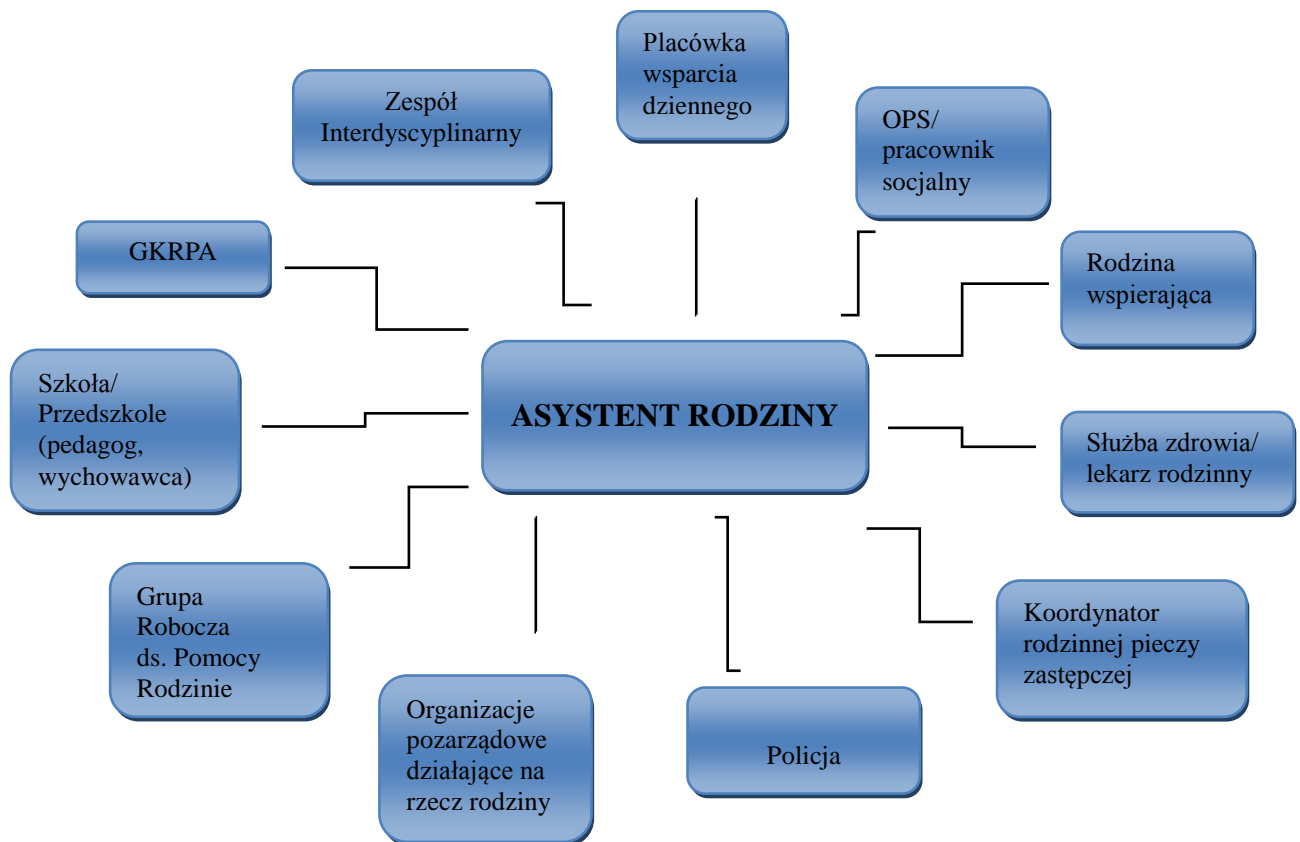 Placówka
wsparcia
dziennego
Zespół
Interdyscyplinarny
OPS/
pracownik
socjalny
GKRPA
Rodzina
wspierająca
Szkoła/
Przedszkole
(pedagog,
wychowawca)
ASYSTENT RODZINY
Służba zdrowia/
lekarz rodzinny
Grupa
Robocza
ds. Pomocy
Rodzinie
Koordynator
rodzinnej pieczy
zastępczej
Organizacje
pozarządowe
działające na
rzecz rodziny
Policja